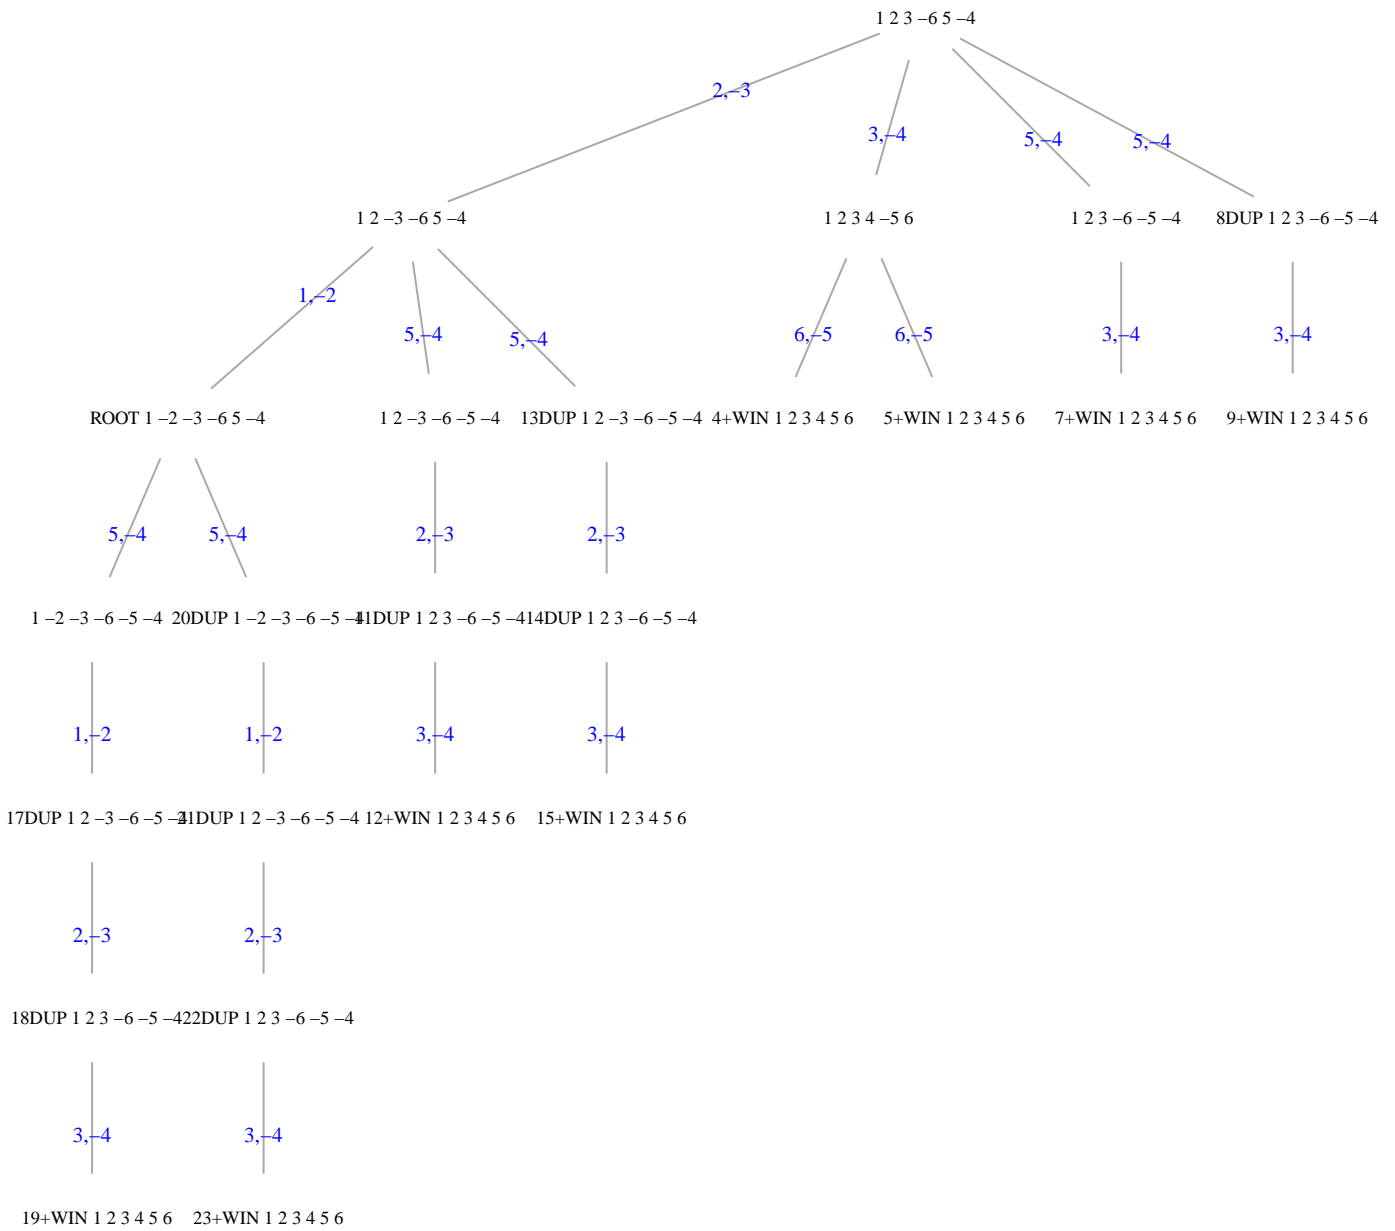 1 2 3 −6 5 −4
2,−3
3,−4
5,−4
5,−4
1 2 −3 −6 5 −4
1 2 3 4 −5 6
1 2 3 −6 −5 −4
8DUP 1 2 3 −6 −5 −4
1,−2
5,−4
5,−4
6,−5
6,−5
3,−4
3,−4
ROOT 1 −2 −3 −6 5 −4
1 2 −3 −6 −5 −4
13DUP 1 2 −3 −6 −5 −4
4+WIN 1 2 3 4 5 6
5+WIN 1 2 3 4 5 6
7+WIN 1 2 3 4 5 6
9+WIN 1 2 3 4 5 6
5,−4
5,−4
2,−3
2,−3
1 −2 −3 −6 −5 −4
20DUP 1 −2 −3 −6 −5 −4
11DUP 1 2 3 −6 −5 −4
14DUP 1 2 3 −6 −5 −4
1,−2
1,−2
3,−4
3,−4
17DUP 1 2 −3 −6 −5 −4
21DUP 1 2 −3 −6 −5 −4
12+WIN 1 2 3 4 5 6
15+WIN 1 2 3 4 5 6
2,−3
2,−3
18DUP 1 2 3 −6 −5 −4
22DUP 1 2 3 −6 −5 −4
3,−4
3,−4
19+WIN 1 2 3 4 5 6
23+WIN 1 2 3 4 5 6